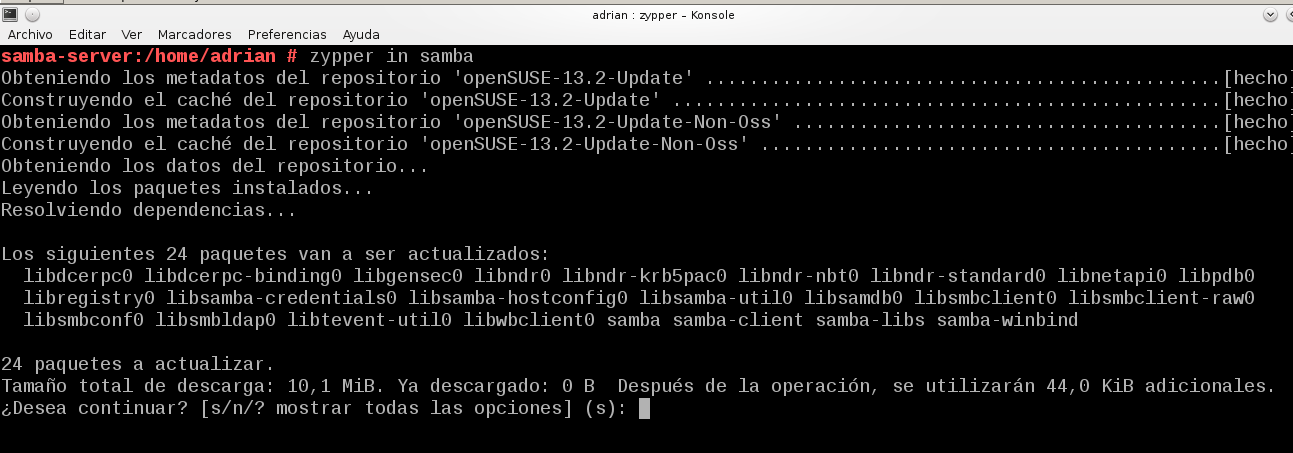 adrian : zypper – Konsole
Archivo Editar Ver Marcadores Preferencias Ayuda
samba-server:/home/adrian # zypper in samba
Obteniendo los metadatos del repositorio 'openSUSE-13.2-Update' ...............................................[hecho]
Construyendo el caché del repositorio 'openSUSE-13.2-Update' ..................................................[hecho]
Obteniendo los metadatos del repositorio 'openSUSE-13.2-Update-Non-Oss' .......................................[hecho]
Construyendo el caché del repositorio 'openSUSE-13.2-Update-Non-Oss' ..........................................[hecho]
Obteniendo los datos del repositorio...
Leyendo los paquetes instalados...
Resolviendo dependencias...
Los siguientes 24 paquetes van a ser actualizados:
libdcerpc0 libdcerpc-binding0 libgensec0 libndr0 libndr-krb5pac0 libndr-nbt0 libndr-standard0 libnetapi0 libpdb0
libregistry0 libsamba-credentials0 libsamba-hostconfig0 libsamba-util0 libsamdb0 libsmbclient0 libsmbclient-raw0
libsmbconf0 libsmbldap0 libtevent-util0 libwbclient0 samba samba-client samba-libs samba-winbind
24 paquetes a actualizar.
Tamaño total de descarga: 10,1 MiB. Ya descargado: 0 B  Después de la operación, se utilizarán 44,0 KiB adicionales.
¿Desea continuar? [s/n/? mostrar todas las opciones] (s):